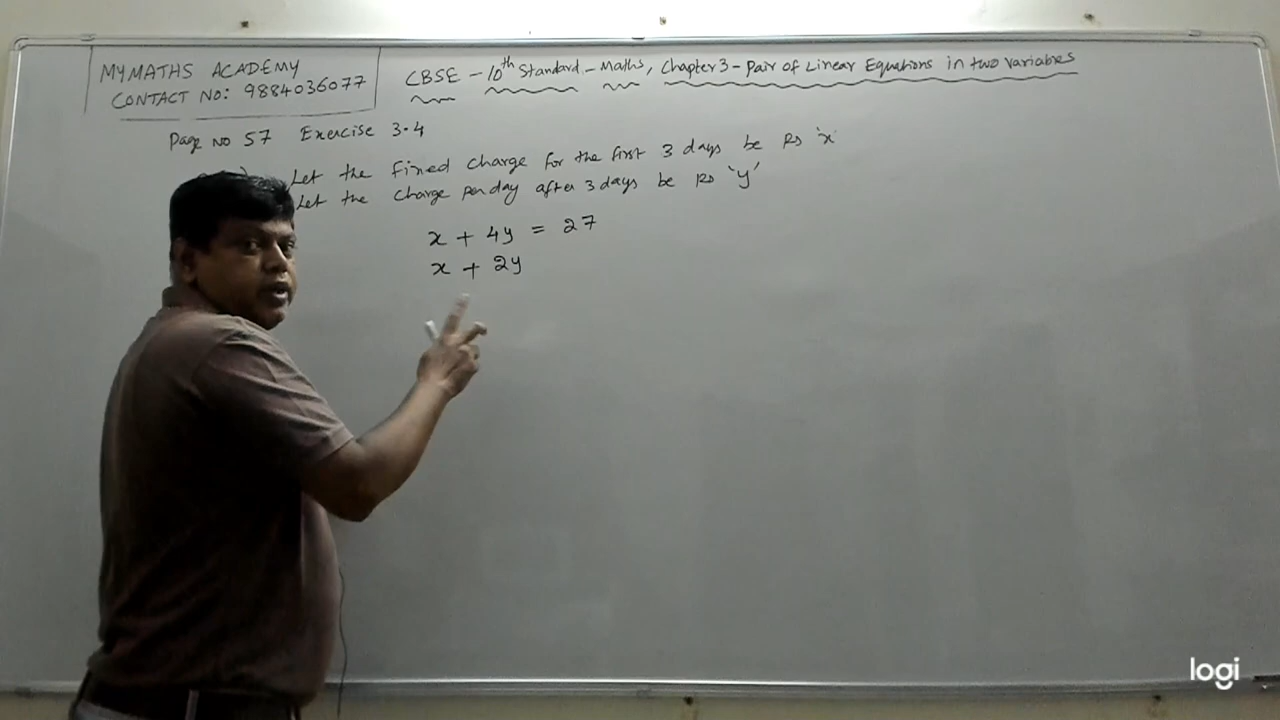 MYMATHS ACADEMY
CONTACT NO: 9884036077
CBSE - 10th Standard - Maths, Chapter 3 - Pair of Linear Equations in two variables
Page No 57 Exercise 3.4
Let the fixed charge for the first 3 days be Rs 'x'
Let the charge per day after 3 days be Rs 'y'
x + 4y = 27
x + 2y
logi